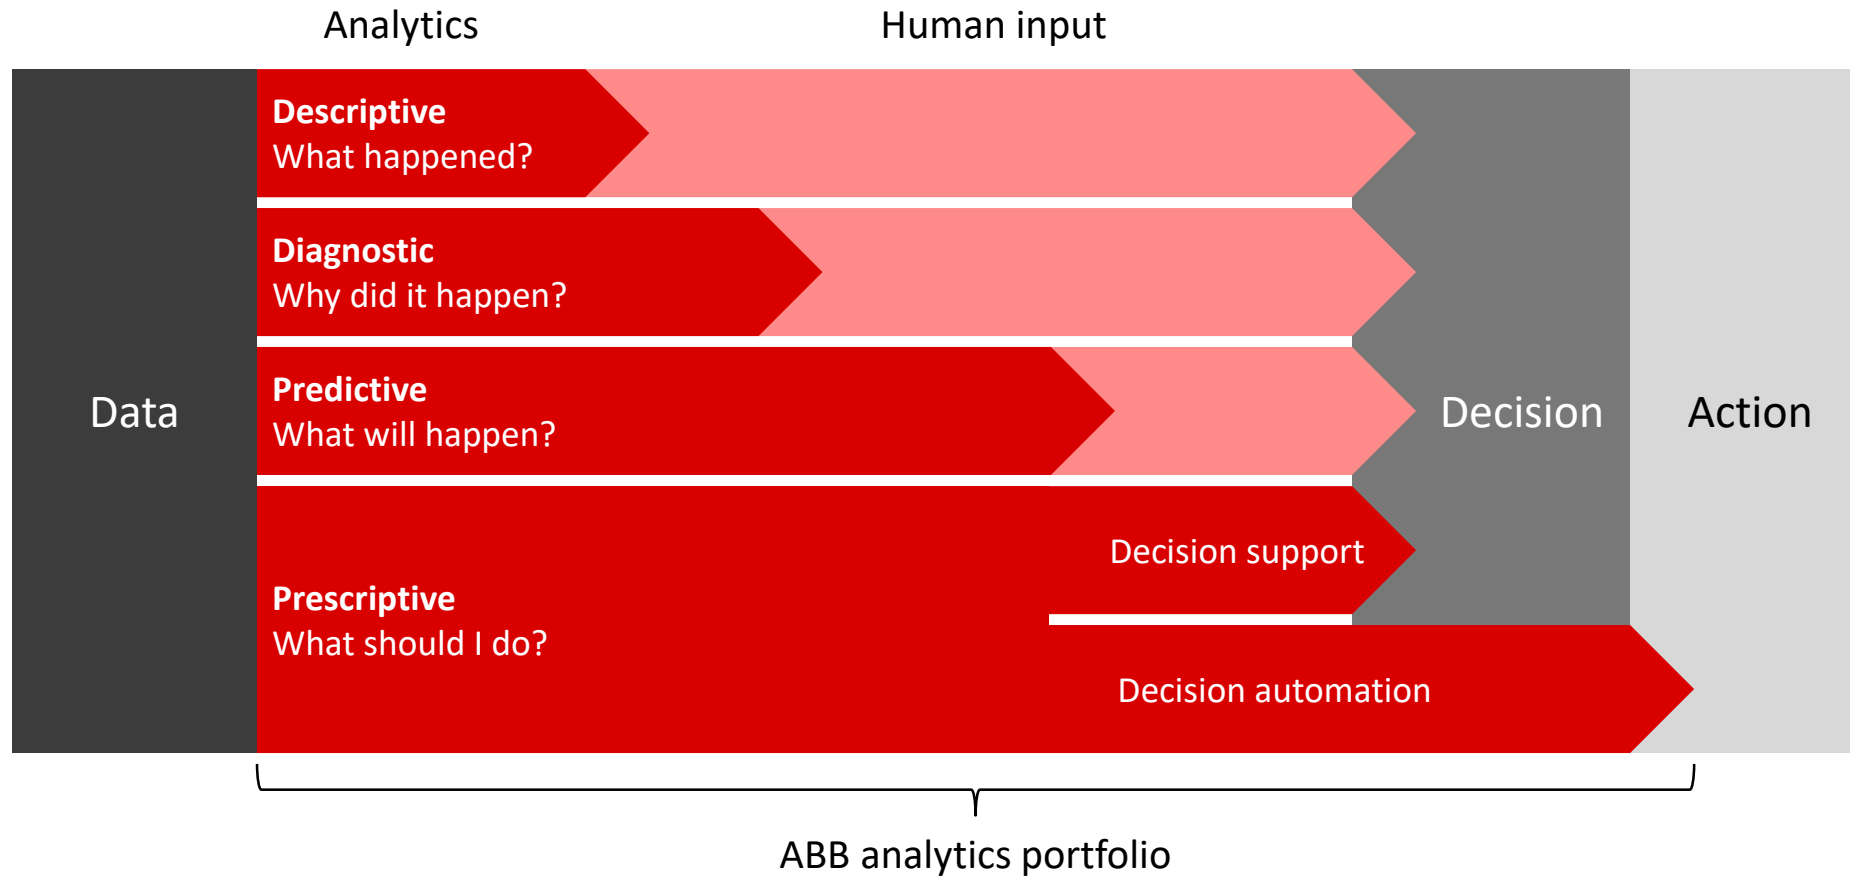 Analytics
Human input
Descriptive
What happened?
Diagnostic
Why did it happen?
Predictive
What will happen?
Data
Decision
Action
Decision support
Prescriptive
What should I do?
Decision automation
ABB analytics portfolio